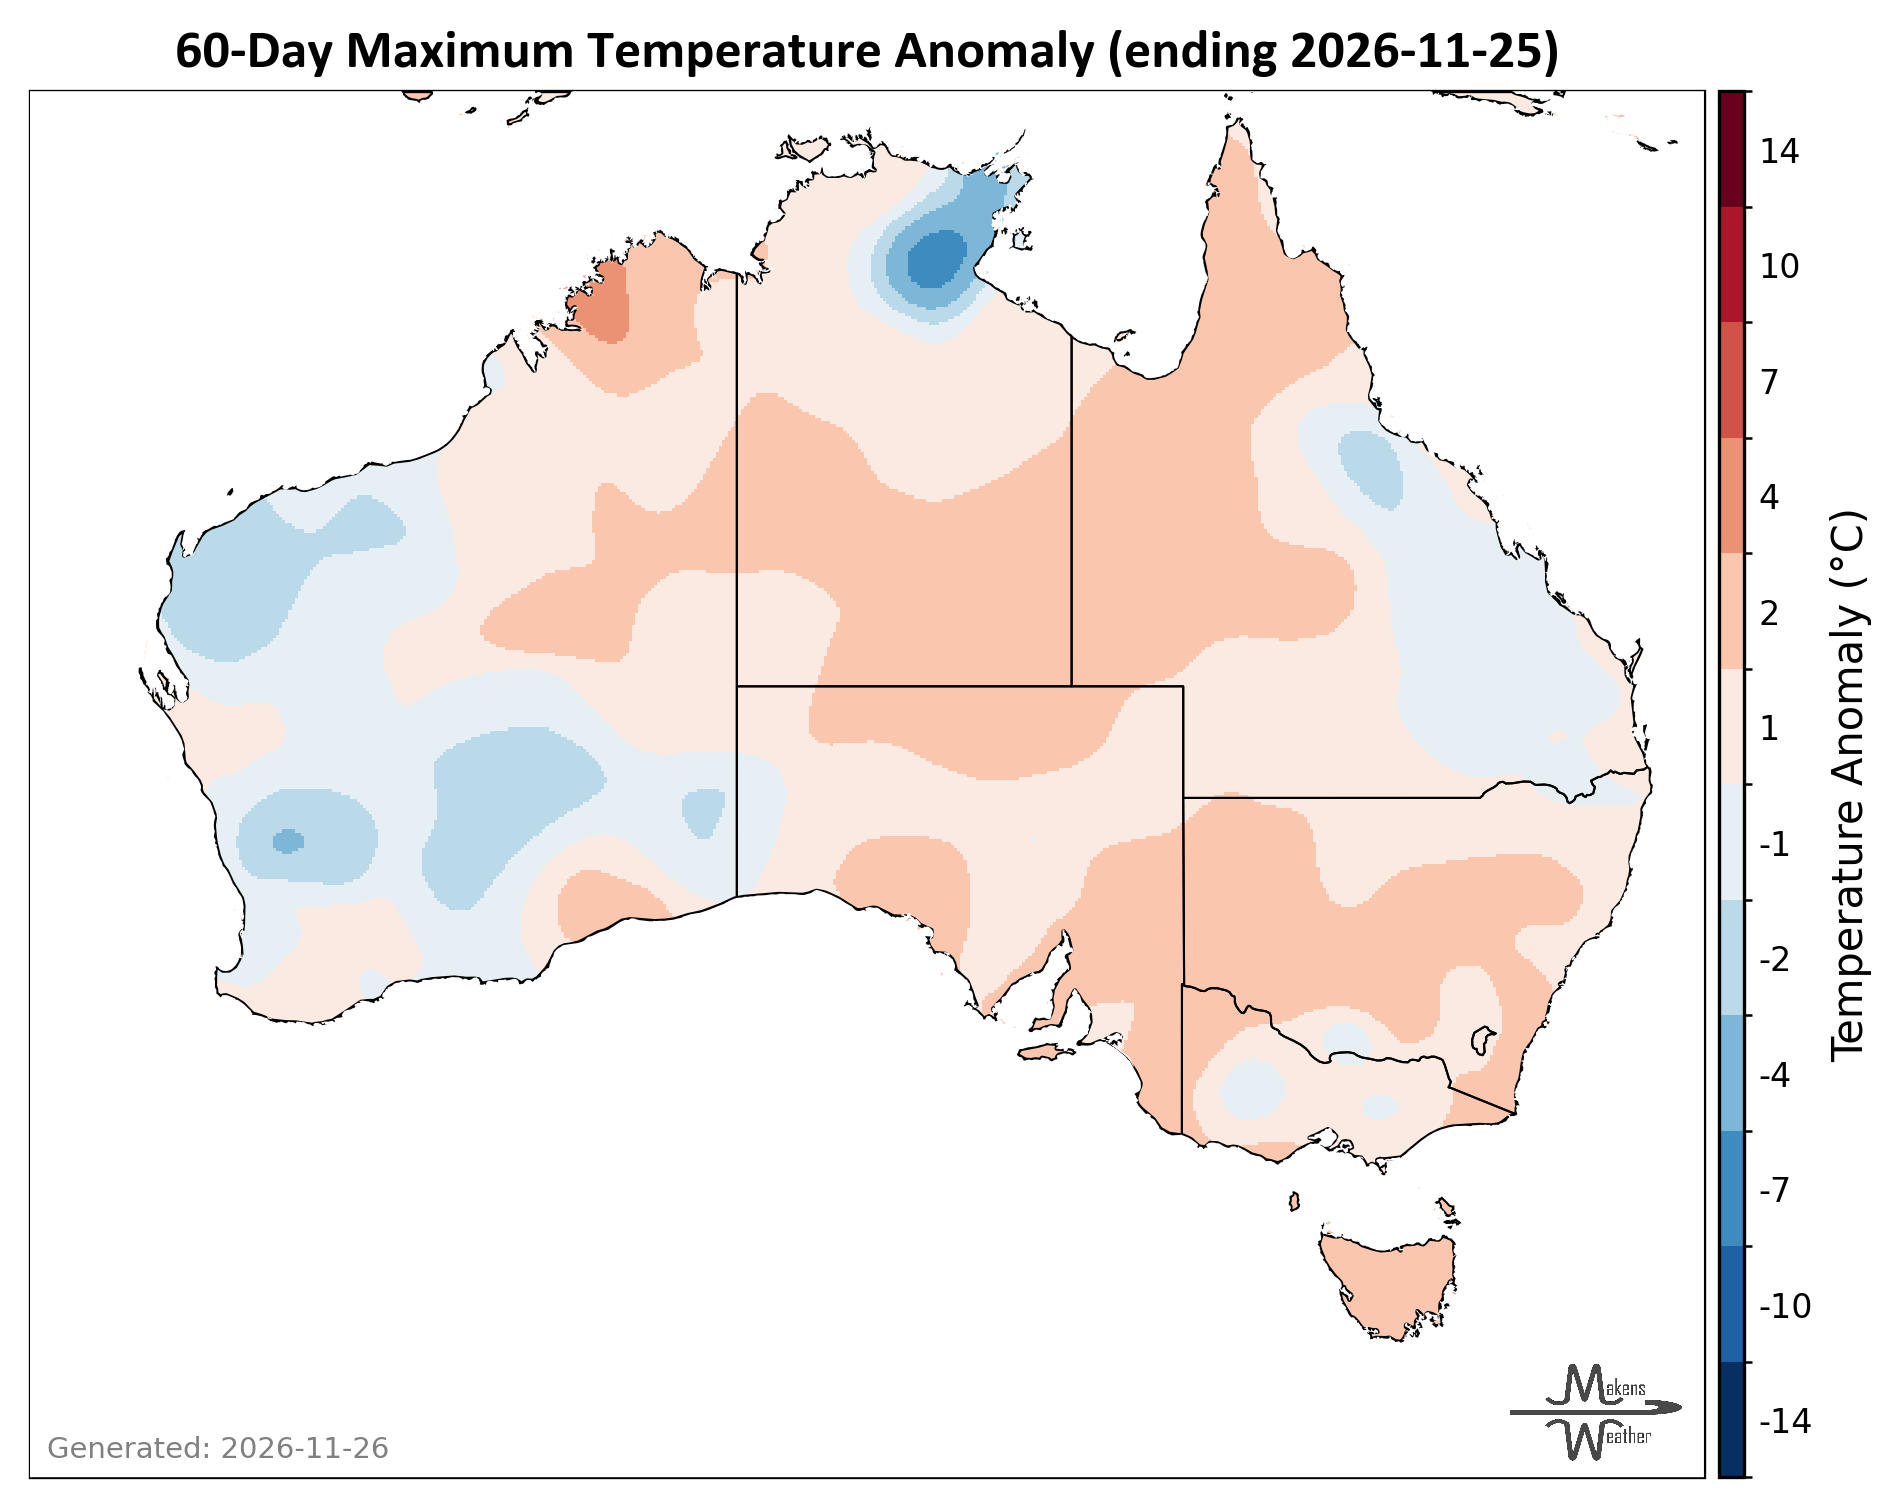 60-Day Maximum Temperature Anomaly (ending 2026-11-25)
14
10
7
4
2
1
-1
-2
-4
-7
-10
-14
Temperature Anomaly (°C)
Makens
Weather
Generated: 2026-11-26